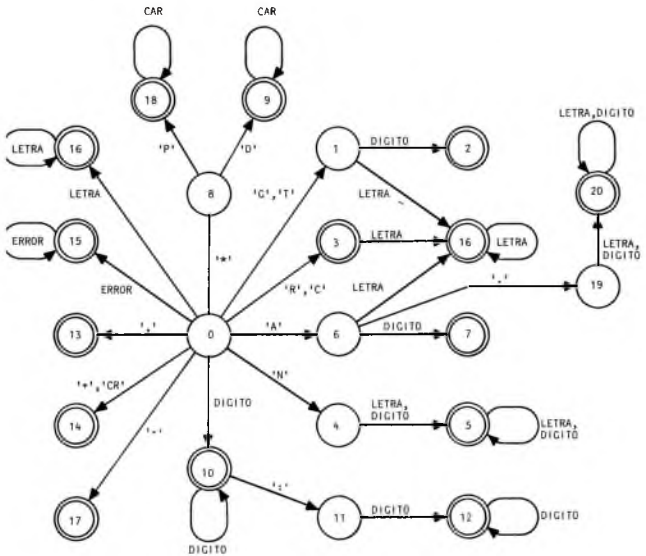 CAR
CAR
18
9
'P'
'D'
LETRA
16
LETRA
8
'G','T'
1
DIGITO
2
LETRA
LETRA,DIGITO
20
ERROR
15
ERROR
'*'
3
LETRA
16
LETRA
'R','C'
LETRA
LETRA,
DIGITO
19
13
0
'A'
6
DIGITO
7
'+','CR'
14
DIGITO
'N'
4
LETRA,
DIGITO
5
LETRA,
DIGITO
17
10
':'
11
DIGITO
12
DIGITO
DIGITO